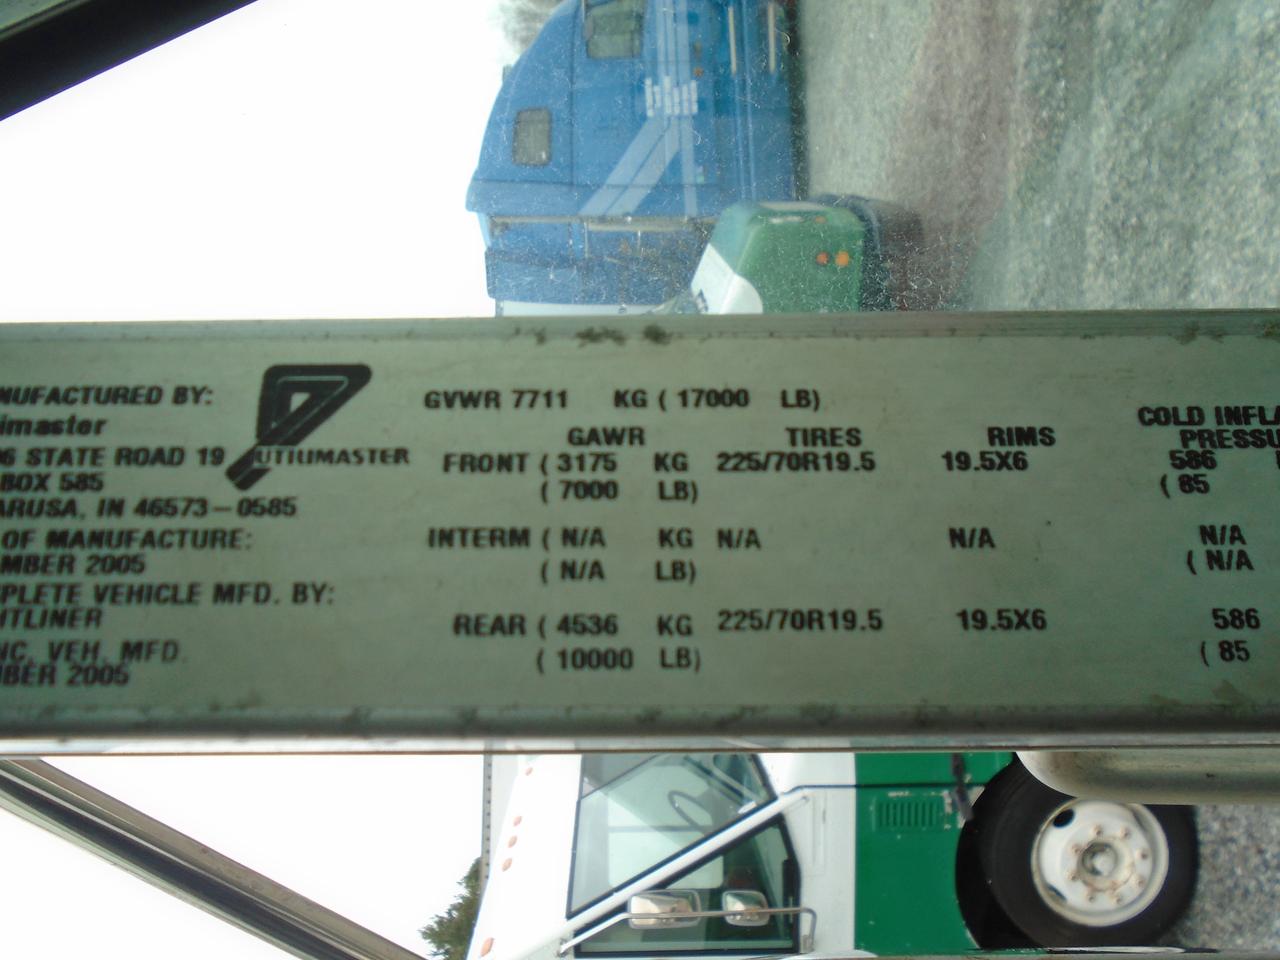 NUFACTURED BY:
imaster
6 STATE ROAD 19
BOX 585
ARUSA, IN 46573-0585
OF MANUFACTURE:
MBER 2005
PLETE VEHICLE MFD. BY:
HTLINER
NC. VEH. MFD.
BER 2005
UTILIMASTER
GVWR 7711 KG ( 17000 LB)
GAWR TIRES RIMS COLD INFLA
PRESSU
FRONT ( 3175 KG 225/70R19.5 19.5X6 586
( 7000 LB) ( 85
INTERM ( N/A KG N/A N/A N/A
( N/A LB) ( N/A
REAR ( 4536 KG 225/70R19.5 19.5X6 586
( 10000 LB) ( 85